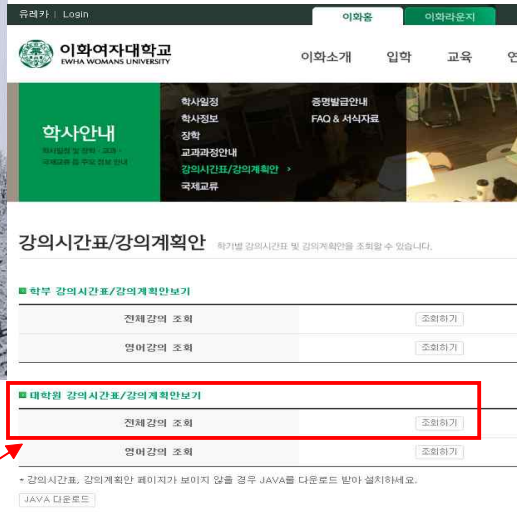 유레카 | Login
이화홈 이화라운지
이화여자대학교
EWHA WOMANS UNIVERSITY
이화소개 입학 교육
학사안내
학사일정
학사정보
장학
교과과정안내
강의시간표/강의계획안 >
국제교류
증명발급안내
FAQ & 서식자료
강의시간표/강의계획안 학기별 강의시간표 및 강의계획안을 조회할 수 있습니다.
학부 강의시간표/강의계획안보기
전체강의 조회 조회하기
영어강의 조회 조회하기
대학원 강의시간표/강의계획안보기
전체강의 조회 조회하기
영어강의 조회 조회하기
* 강의시간표, 강의계획안 페이지가 보이지 않을 경우 JAVA를 다운로드 받아 설치하세요.
JAVA 다운로드